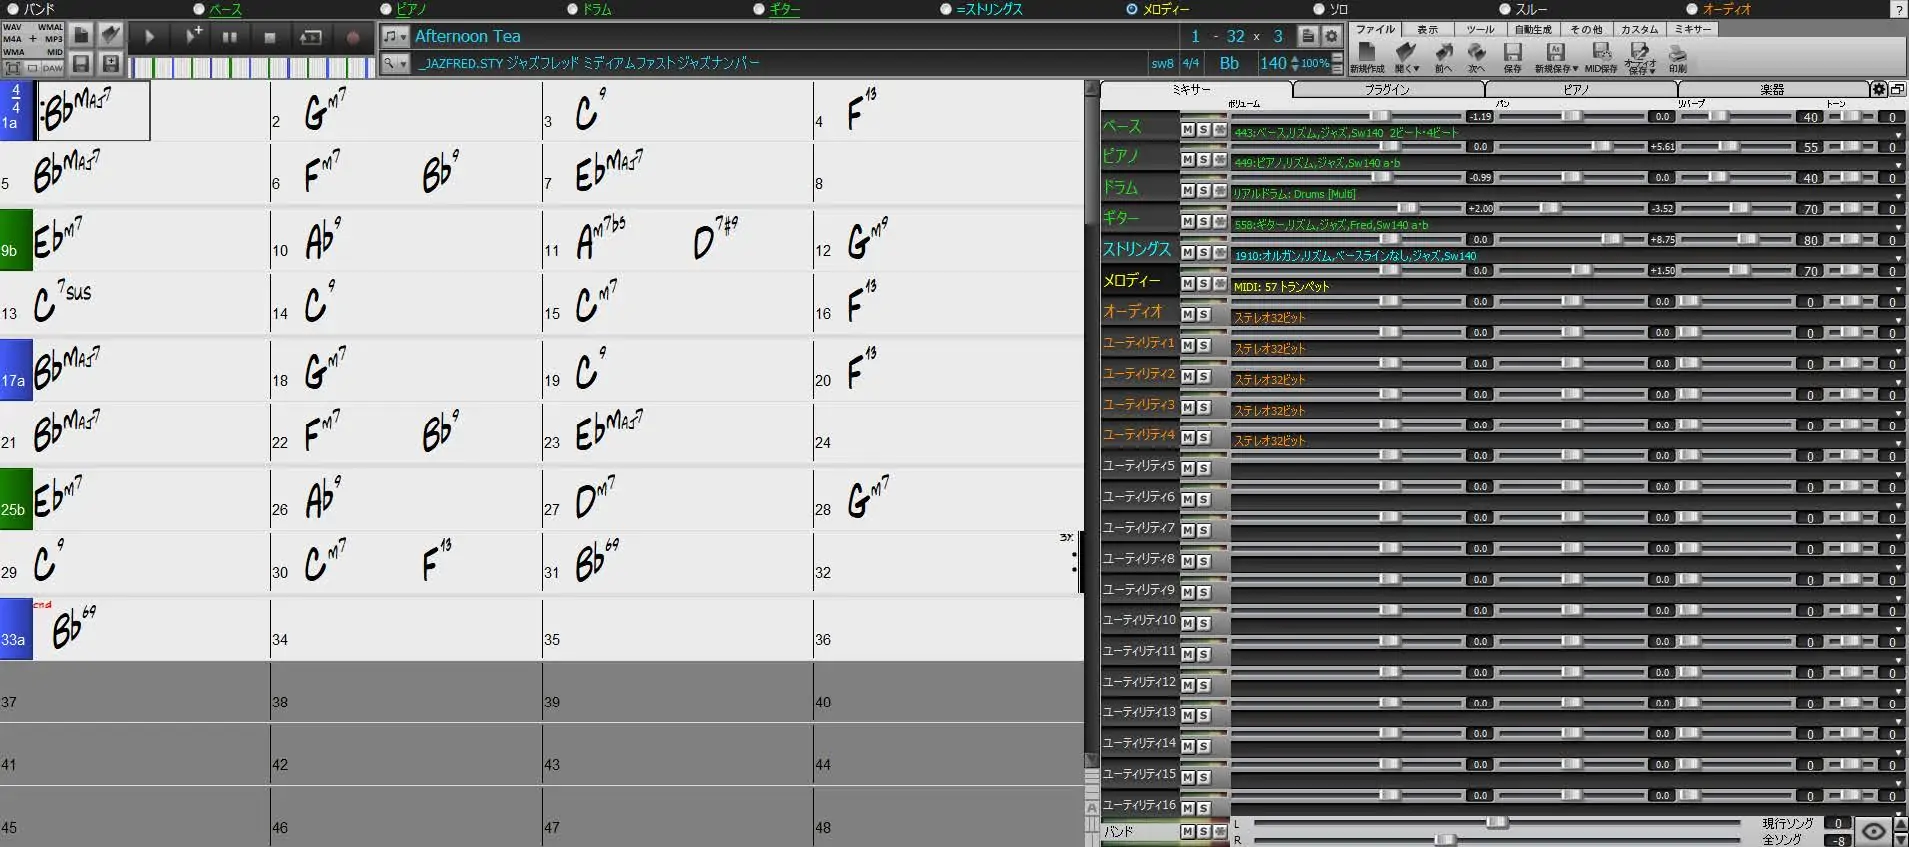 バンド ベース ピアノ ドラム ギター =ストリングス メロディー ソロ スルー オーディオ ?
WAV WMAL
M4A + MP3
WMA MID
DAW
Afternoon Tea
1 - 32 x 3
_JAZFRED.STY ジャズフレッド ミディアムファストジャズナンバー
sw8 4/4 Bb 140 100%
ファイル 表示 ツール 自動生成 その他 カスタム ミキサー
新規作成 開く▾ 前へ 次へ 保存 新規保存▾ MID保存 オーディオ保存▾ 印刷
4/4
1a BbMAJ7 2 Gm7 3 C9 4 F13
5 BbMAJ7 6 Fm7 Bb9 7 EbMAJ7 8
9b Ebm7 10 Ab9 11 Am7b5 D7#9 12 Gm9
13 C7sus 14 C9 15 Cm7 16 F13
17a BbMAJ7 18 Gm7 19 C9 20 F13
21 BbMAJ7 22 Fm7 Bb9 23 EbMAJ7 24
25b Ebm7 26 Ab9 27 Dm7 28 Gm7
29 C9 30 Cm7 F13 31 Bb69 32 3x
end
33a Bb69 34 35 36
37 38 39 40
41 42 43 44
45 46 47 48
ミキサー プラグイン ピアノ 楽器
ボリューム パン リバーブ トーン
ベース M S -1.19 0.0 40 0
443:ベース,リズム,ジャズ,Sw140 2ビート・4ビート
ピアノ M S 0.0 +5.61 55 0
449:ピアノ,リズム,ジャズ,Sw140 a・b
ドラム M S -0.99 0.0 40 0
リアルドラム: Drums [Multi]
ギター M S +2.00 -3.52 70 0
558:ギター,リズム,ジャズ,Fred,Sw140 a・b
ストリングス M S 0.0 +8.75 80 0
1910:オルガン,リズム,ベースラインなし,ジャズ,Sw140
メロディー M S 0.0 +1.50 70 0
MIDI: 57 トランペット
オーディオ M S 0.0 0.0 0 0
ステレオ32ビット
ユーティリティ1 M S 0.0 0.0 0 0
ステレオ32ビット
ユーティリティ2 M S 0.0 0.0 0 0
ステレオ32ビット
ユーティリティ3 M S 0.0 0.0 0 0
ステレオ32ビット
ユーティリティ4 M S 0.0 0.0 0 0
ステレオ32ビット
ユーティリティ5 M S 0.0 0.0 0 0
ユーティリティ6 M S 0.0 0.0 0 0
ユーティリティ7 M S 0.0 0.0 0 0
ユーティリティ8 M S 0.0 0.0 0 0
ユーティリティ9 M S 0.0 0.0 0 0
ユーティリティ10 M S 0.0 0.0 0 0
ユーティリティ11 M S 0.0 0.0 0 0
ユーティリティ12 M S 0.0 0.0 0 0
ユーティリティ13 M S 0.0 0.0 0 0
ユーティリティ14 M S 0.0 0.0 0 0
ユーティリティ15 M S 0.0 0.0 0 0
ユーティリティ16 M S 0.0 0.0 0 0
バンド M S L 現行ソング 0
R 全ソング -8